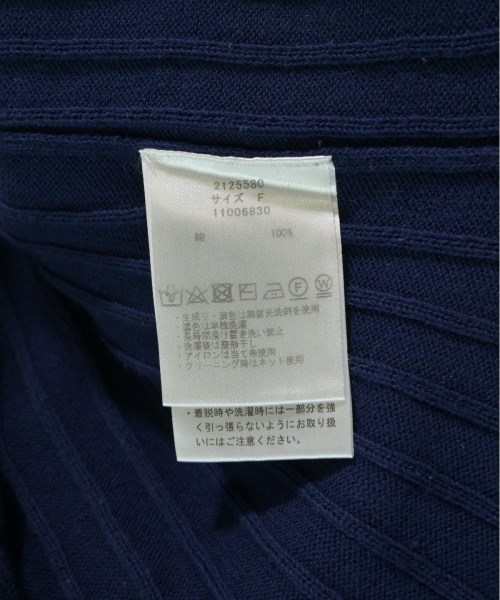 2125580
サイズ F
11006830
綿 100%
F W
・生成り・淡色は無蛍光洗剤を使用
・濃色は単独洗濯
・長時間浸け置き洗い禁止
・洗濯後は整形干し
・アイロンは当て布使用
・クリーニング時はネット使用
・着脱時や洗濯時には一部分を強
く引っ張らないようにお取り扱
いにはご注意ください。